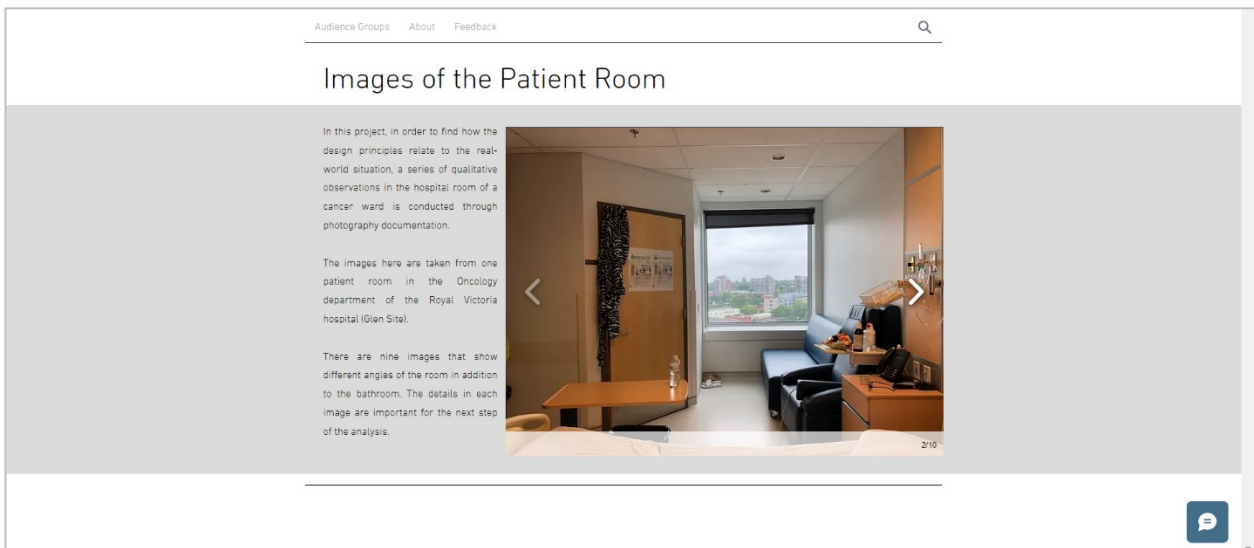 Audience Groups About Feedback
Images of the Patient Room
In this project, in order to find how the
design principles relate to the real-
world situation, a series of qualitative
observations in the hospital room of a
cancer ward is conducted through
photography documentation.
The images here are taken from one
patient room in the Oncology
department of the Royal Victoria
hospital (Glen Site).
There are nine images that show
different angles of the room in addition
to the bathroom. The details in each
image are important for the next step
of the analysis.
2/10